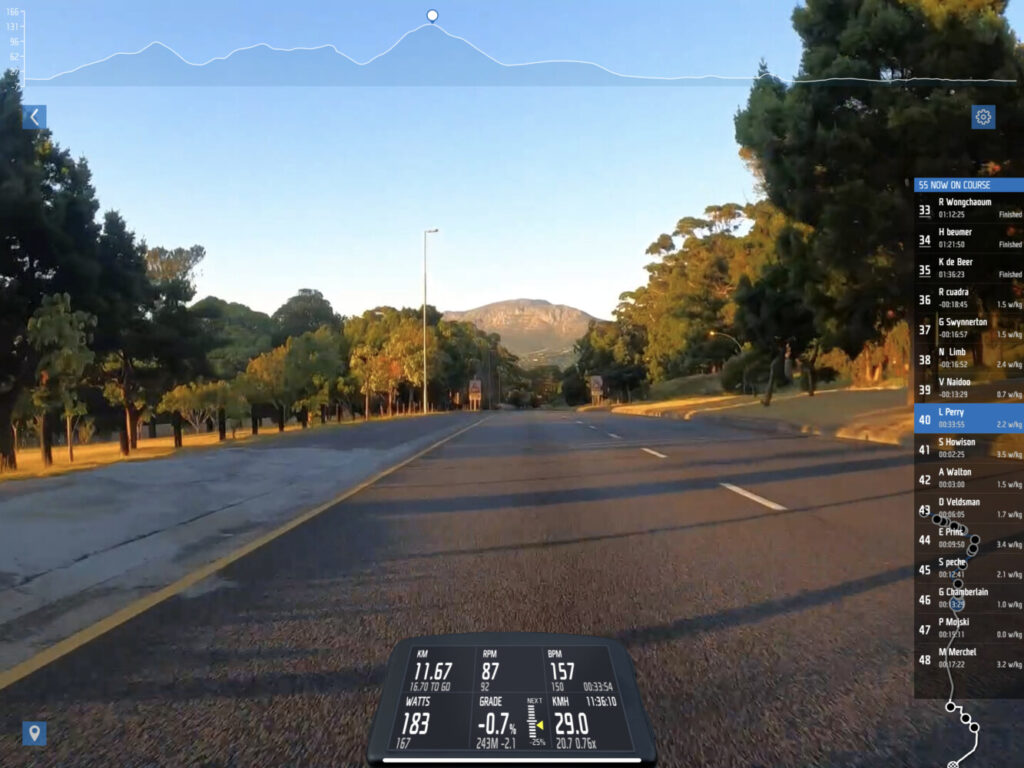 166
131
96
62
55 NOW ON COURSE
33 R Wongchaoum
01:12:25 Finished
34 H beumer
01:21:50 Finished
35 K de Beer
01:36:23 Finished
36 R cuadra
-00:18:45 1.5 w/kg
37 G Swynnerton
-00:16:57 1.5 w/kg
38 N Limb
-00:16:52 2.4 w/kg
39 V Naidoo
-00:13:29 0.7 w/kg
40 L Perry
00:33:55 2.2 w/kg
41 S Howison
00:02:25 3.5 w/kg
42 A Walton
00:03:00 1.5 w/kg
43 D Veldsman
00:06:05 1.7 w/kg
44 E Prins
00:09:50 3.4 w/kg
45 S peche
00:12:41 2.1 w/kg
46 G Chamberlain
00:13:29 1.0 w/kg
47 P Mojski
00:15:11 0.0 w/kg
48 M Merchel
00:17:22 3.2 w/kg
KM RPM BPM
11.67 87 157
16.70 TO GO 92 150 00:33:54
WATTS GRADE NEXT KMH 11:36:10
183 -0.7% 29.0
167 243M -2.1 -25% 20.7 0.76x